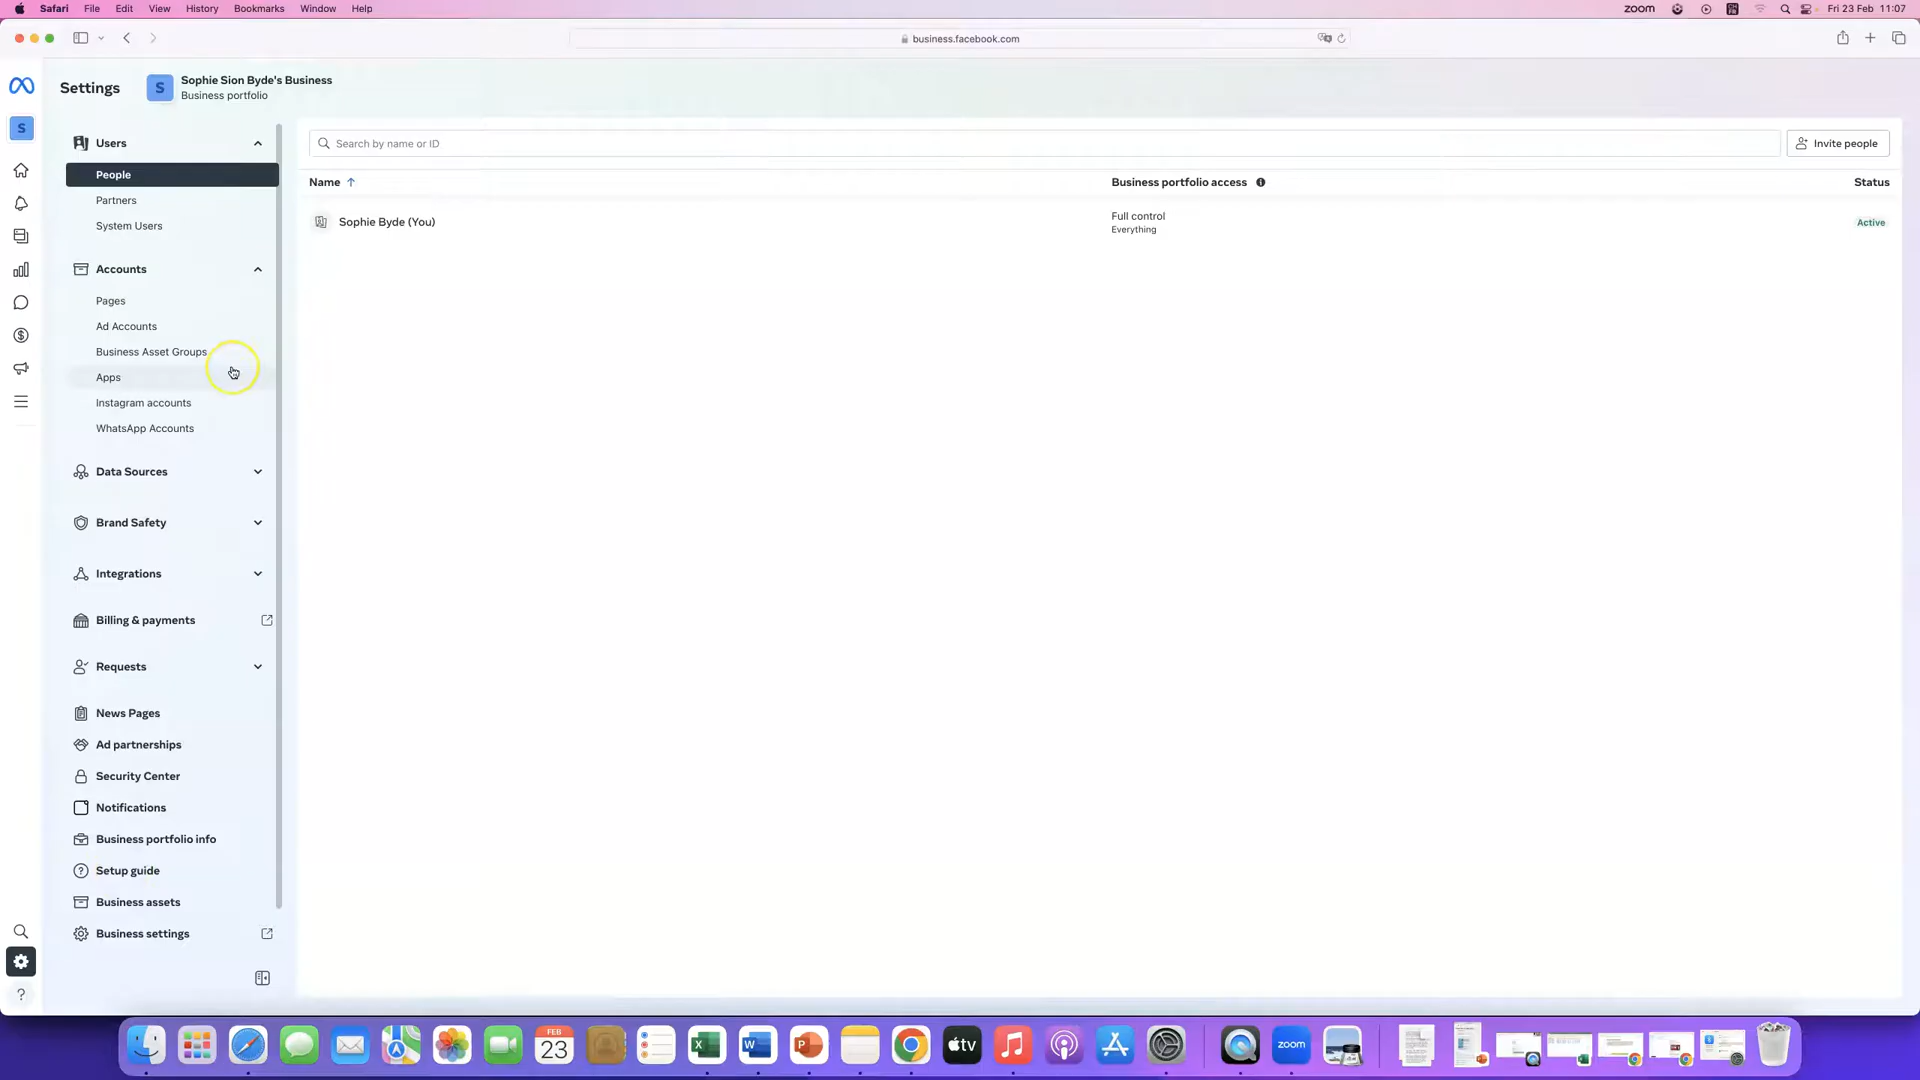 Safari File Edit View History Bookmarks Window Help
zoom Fri 23 Feb 11:07
business.facebook.com
Settings
S
Sophie Sion Byde's Business
Business portfolio
S
Users
People
Partners
System Users
Accounts
Pages
Ad Accounts
Business Asset Groups
Apps
Instagram accounts
WhatsApp Accounts
Data Sources
Brand Safety
Integrations
Billing & payments
Requests
News Pages
Ad partnerships
Security Center
Notifications
Business portfolio info
Setup guide
Business assets
Business settings
Search by name or ID
Invite people
Name Business portfolio access Status
Sophie Byde (You)
Full control
Everything
Active
FEB
23
tv
zoom